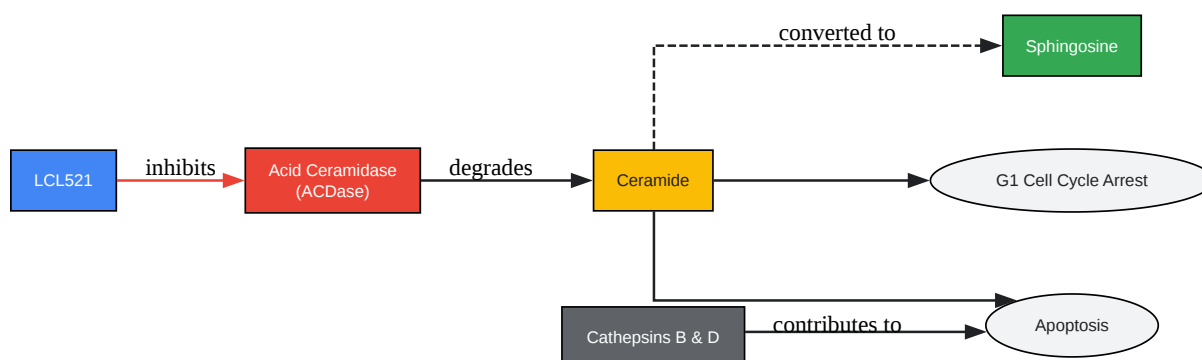 converted to
Sphingosine
LCL521
inhibits
Acid Ceramidase
(ACDase)
degrades
Ceramide
G1 Cell Cycle Arrest
Cathepsins B & D
contributes to
Apoptosis